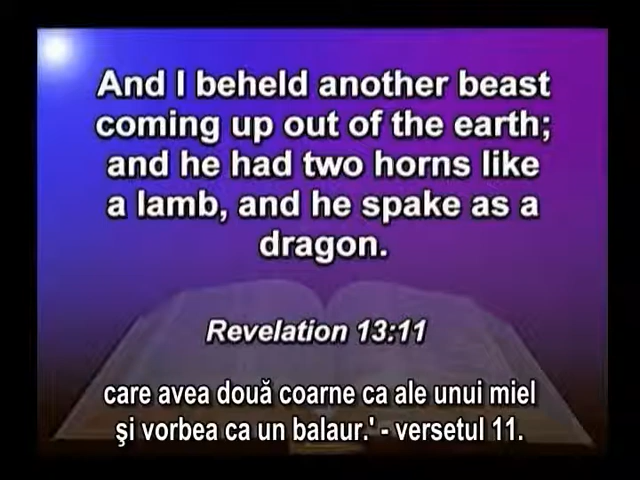 And I beheld another beast
coming up out of the earth;
and he had two horns like
a lamb, and he spake as a
dragon.
Revelation 13:11
care avea două coarne ca ale unui miel
şi vorbea ca un balaur.' - versetul 11.